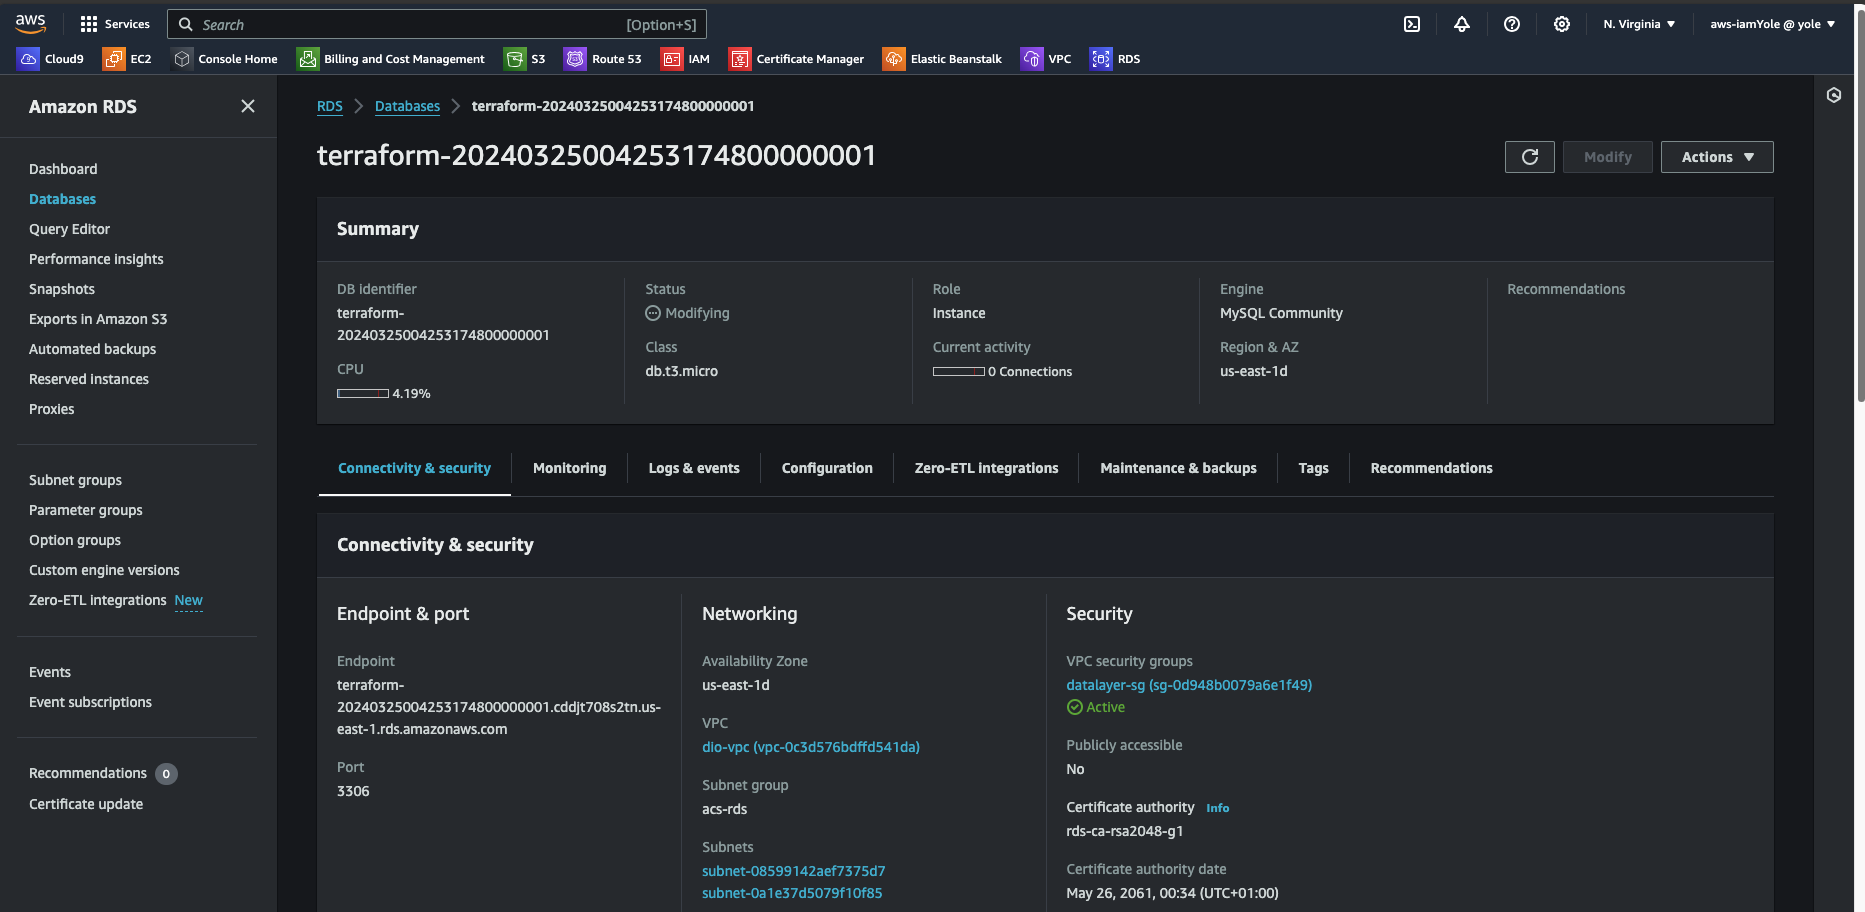 aws
Services
Search
[Option+S]
N. Virginia
aws-iamYole @ yole
Cloud9
EC2
Console Home
Billing and Cost Management
S3
Route 53
IAM
Certificate Manager
Elastic Beanstalk
VPC
RDS
Amazon RDS
Dashboard
Databases
Query Editor
Performance insights
Snapshots
Exports in Amazon S3
Automated backups
Reserved instances
Proxies
Subnet groups
Parameter groups
Option groups
Custom engine versions
Zero-ETL integrations New
Events
Event subscriptions
Recommendations 0
Certificate update
RDS
Databases
terraform-20240325004253174800000001
terraform-20240325004253174800000001
Modify
Actions
Summary
DB identifier
terraform-
20240325004253174800000001
CPU
4.19%
Status
Modifying
Class
db.t3.micro
Role
Instance
Current activity
0 Connections
Engine
MySQL Community
Region & AZ
us-east-1d
Recommendations
Connectivity & security
Monitoring
Logs & events
Configuration
Zero-ETL integrations
Maintenance & backups
Tags
Recommendations
Connectivity & security
Endpoint & port
Endpoint
terraform-
20240325004253174800000001.cddjt708s2tn.us-
east-1.rds.amazonaws.com
Port
3306
Networking
Availability Zone
us-east-1d
VPC
dio-vpc (vpc-0c3d576bdffd541da)
Subnet group
acs-rds
Subnets
subnet-08599142aef7375d7
subnet-0a1e37d5079f10f85
Security
VPC security groups
datalayer-sg (sg-0d948b0079a6e1f49)
Active
Publicly accessible
No
Certificate authority Info
rds-ca-rsa2048-g1
Certificate authority date
May 26, 2061, 00:34 (UTC+01:00)